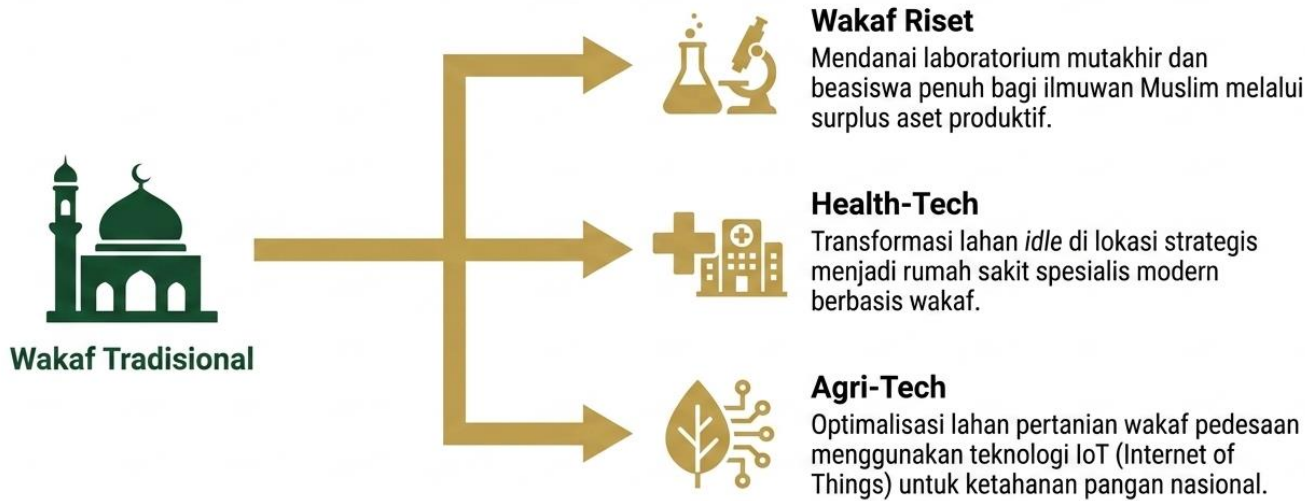 Wakaf Tradisional
Wakaf Riset
Mendanai laboratorium mutakhir dan
beasiswa penuh bagi ilmuwan Muslim melalui
surplus aset produktif.
Health-Tech
Transformasi lahan idle di lokasi strategis
menjadi rumah sakit spesialis modern
berbasis wakaf.
Agri-Tech
Optimalisasi lahan pertanian wakaf pedesaan
menggunakan teknologi IoT (Internet of
Things) untuk ketahanan pangan nasional.